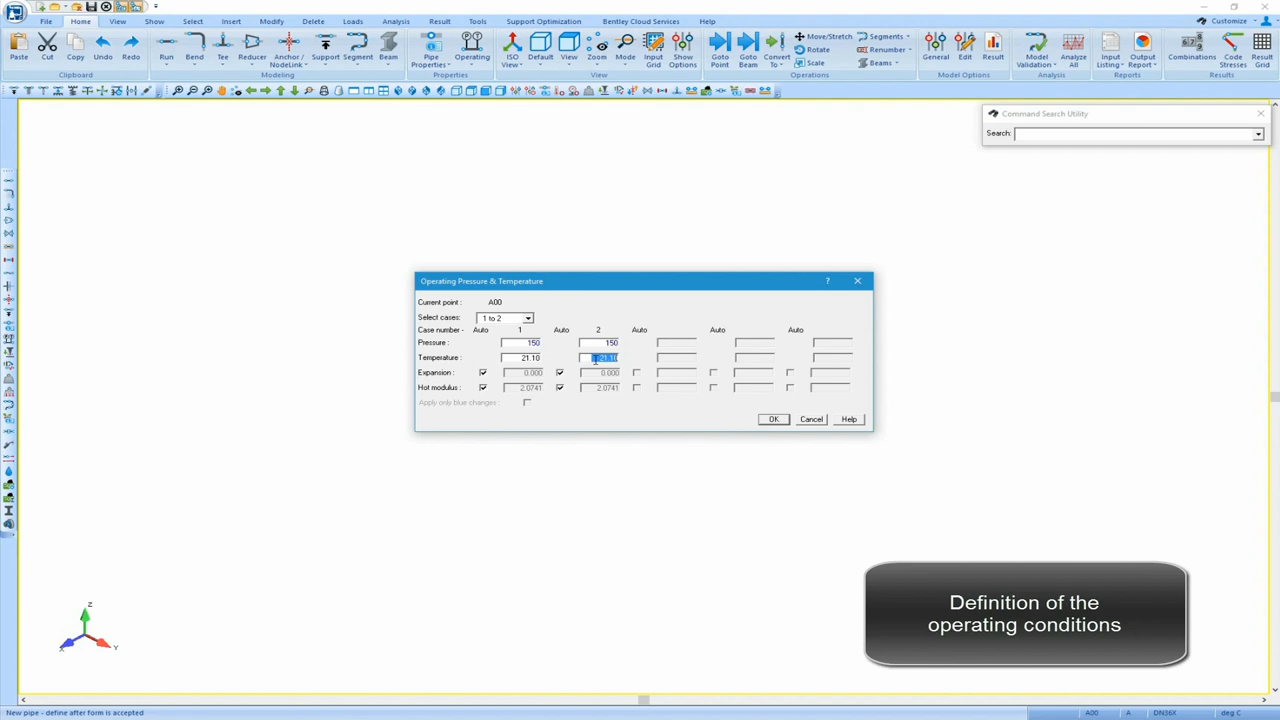 File Home View Show Select Insert Modify Delete Loads Analysis Result Tools Support Optimization Bentley Cloud Services Help Customize
Paste Cut Copy Undo Redo Run Bend Tee Reducer Anchor / NodeLink Support Segment Beam Pipe Properties Operating ISO View Default View Zoom Mode Input Grid Show Options Goto Point Goto Beam Convert To Move/Stretch Rotate Scale Segments Renumber Beams General Edit Result Model Validation Analyze All Input Listing Output Report Combinations Code Stresses Result Grid
Clipboard Modeling Properties View Operations Model Options Analysis Reports Results
Command Search Utility
Search:
Operating Pressure & Temperature
Current point : A00
Select cases: 1 to 2
Case number - Auto 1 Auto 2 Auto Auto Auto
Pressure : 150 150
Temperature : 21.10 21.10
Expansion : 0.000 0.000
Hot modulus : 2.0741 2.0741
Apply only blue changes :
OK Cancel Help
Definition of the
operating conditions
Z
X Y
New pipe - define after form is accepted A00 A DN36X deg C